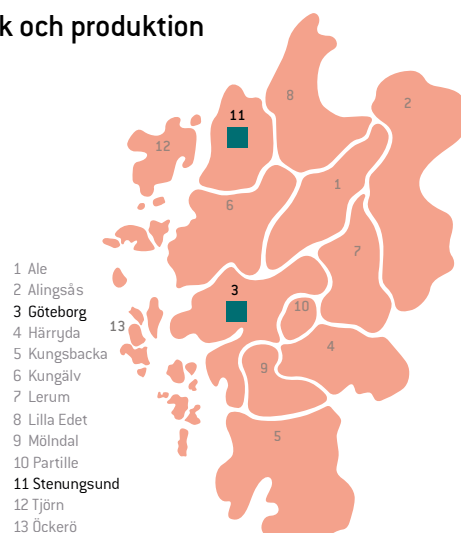 k och produktion
8
2
11
12
1
6
7
3
10
13
4
9
5
1 Ale
2 Alingsås
3 Göteborg
4 Härryda
5 Kungsbacka
6 Kungälv
7 Lerum
8 Lilla Edet
9 Mölndal
10 Partille
11 Stenungsund
12 Tjörn
13 Öckerö